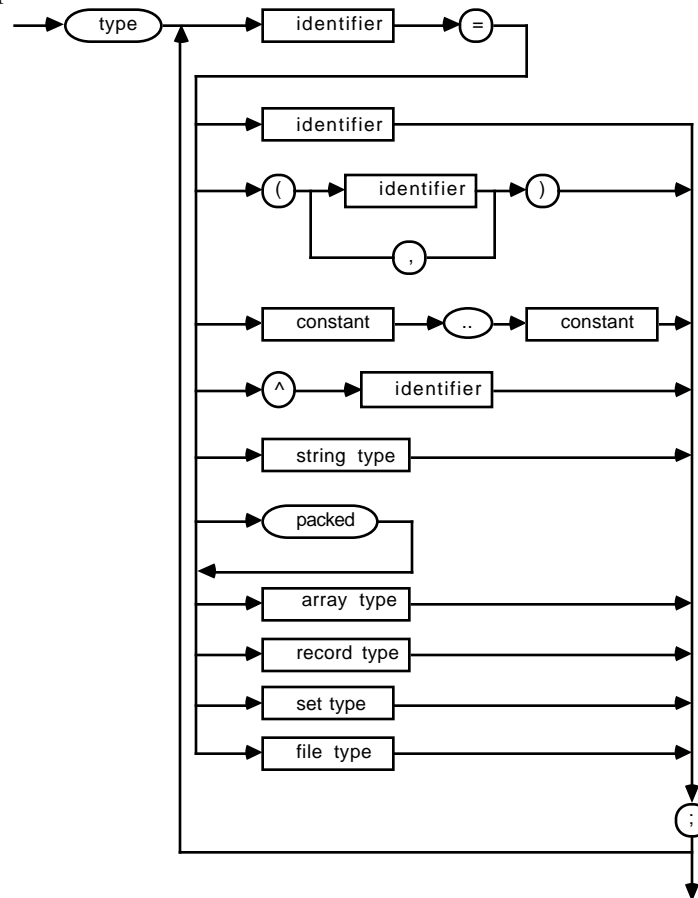 type identifier =
identifier
( identifier )
,
constant .. constant
^ identifier
string type
packed
array type
record type
set type
file type
;